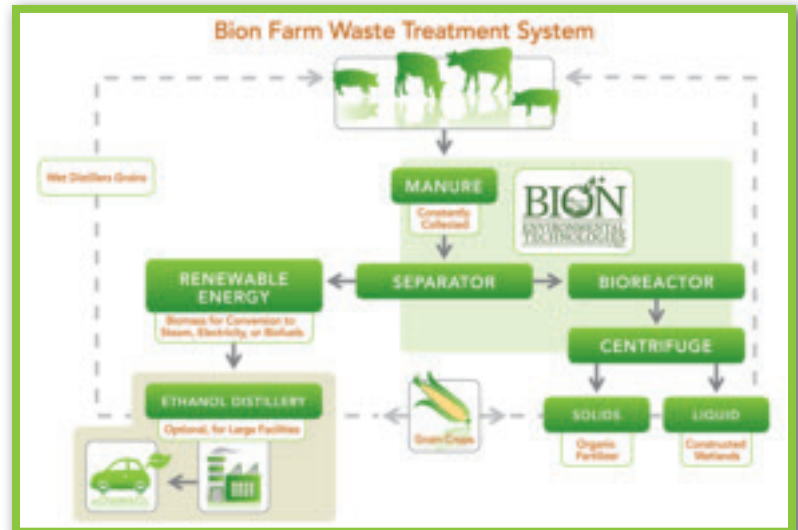 Bion Farm Waste Treatment System
Wet Distillers Grains
MANURE
Constantly
Collected
BION
ENVIRONMENTAL
TECHNOLOGIES
RENEWABLE
ENERGY
SEPARATOR
BIOREACTOR
Biomass for Conversion to
Steam, Electricity, or Biofuels
CENTRIFUGE
ETHANOL DISTILLERY
Optional, for Large Facilities
Grain Crops
SOLIDS
LIQUID
Organic
Fertilizer
Constructed
Wetlands